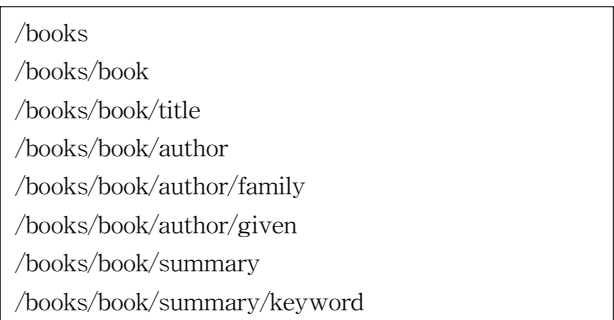 /books
/books/book
/books/book/title
/books/book/author
/books/book/author/family
/books/book/author/given
/books/book/summary
/books/book/summary/keyword